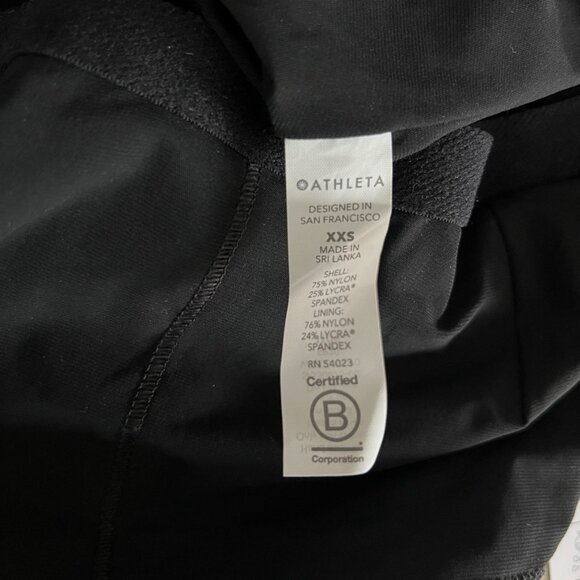 ATHLETA
DESIGNED IN
SAN FRANCISCO
XXS
MADE IN
SRI LANKA
SHELL:
75% NYLON
25% LYCRA®
SPANDEX
LINING:
76% NYLON
24% LYCRA®
SPANDEX
RN 54023
Certified
B
Corporation